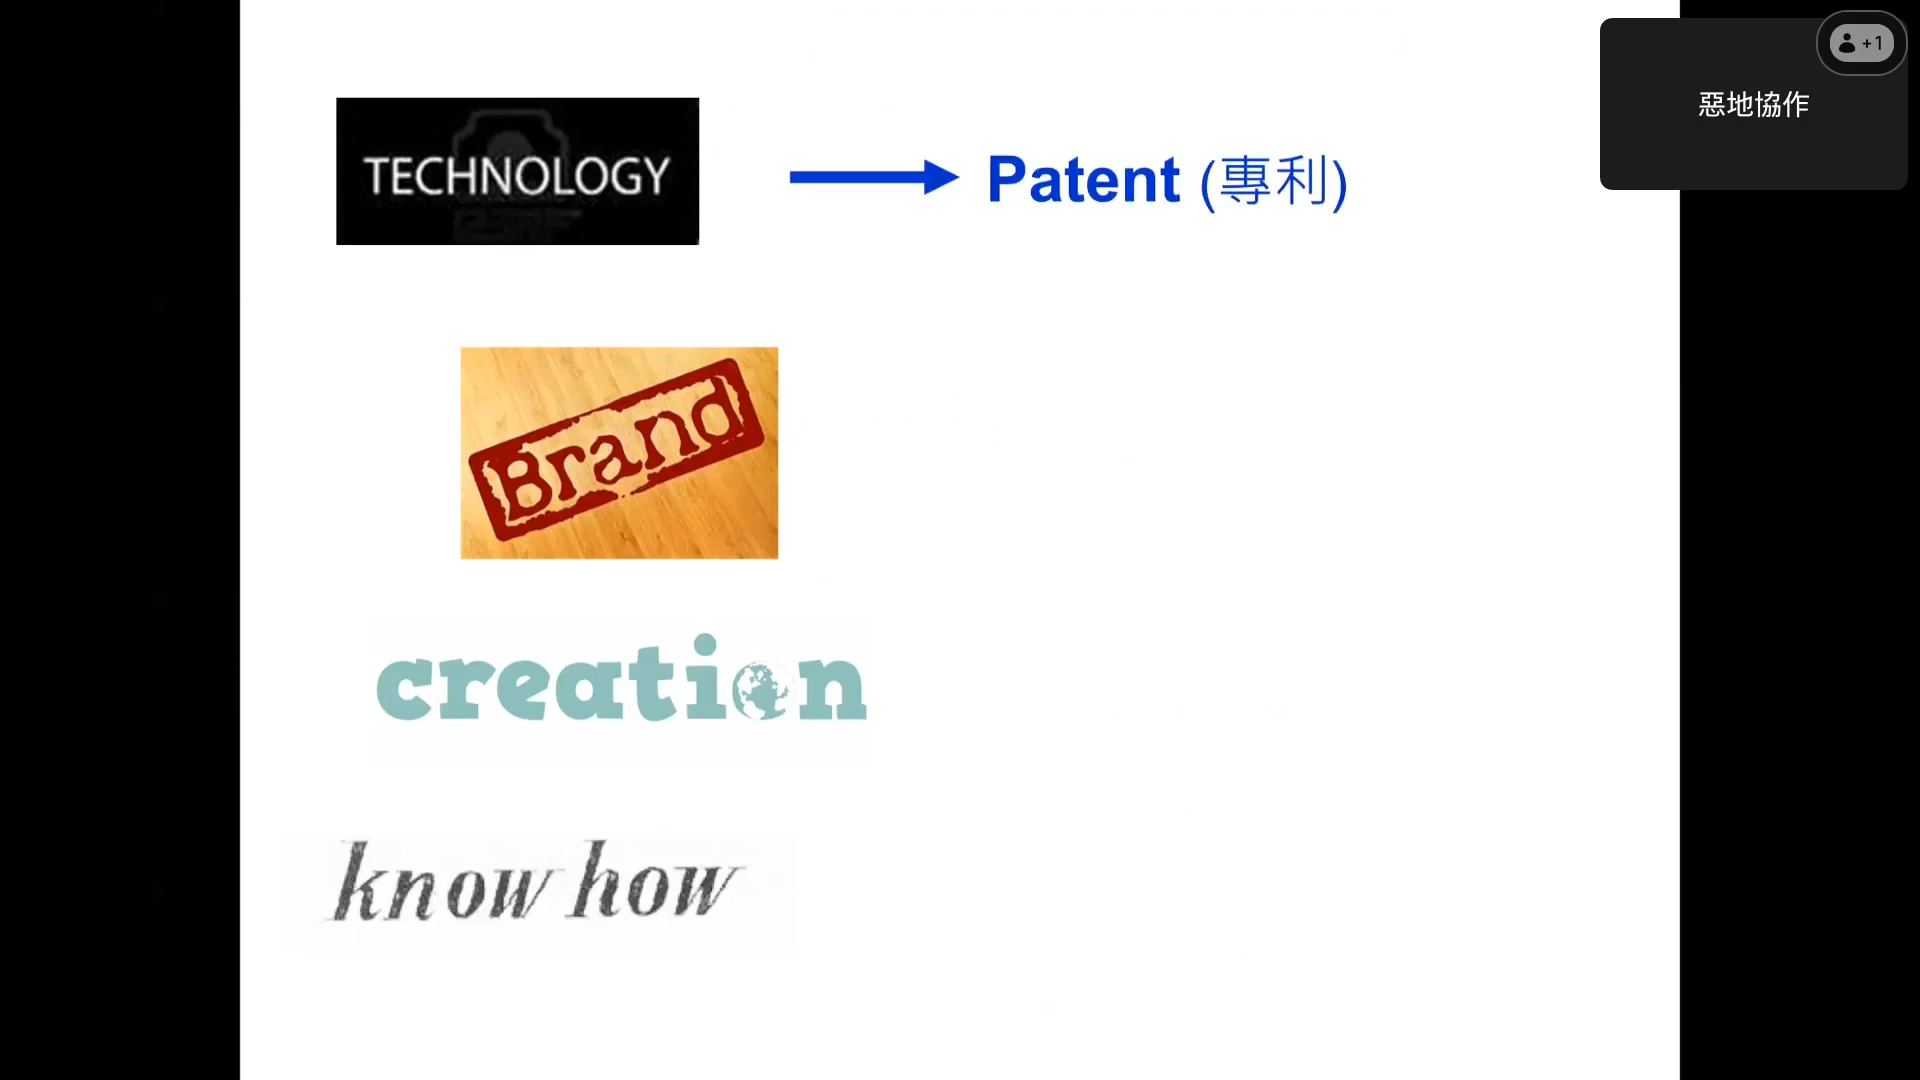 +1
惡地協作
TECHNOLOGY
Patent (專利)
Brand
creation
know how